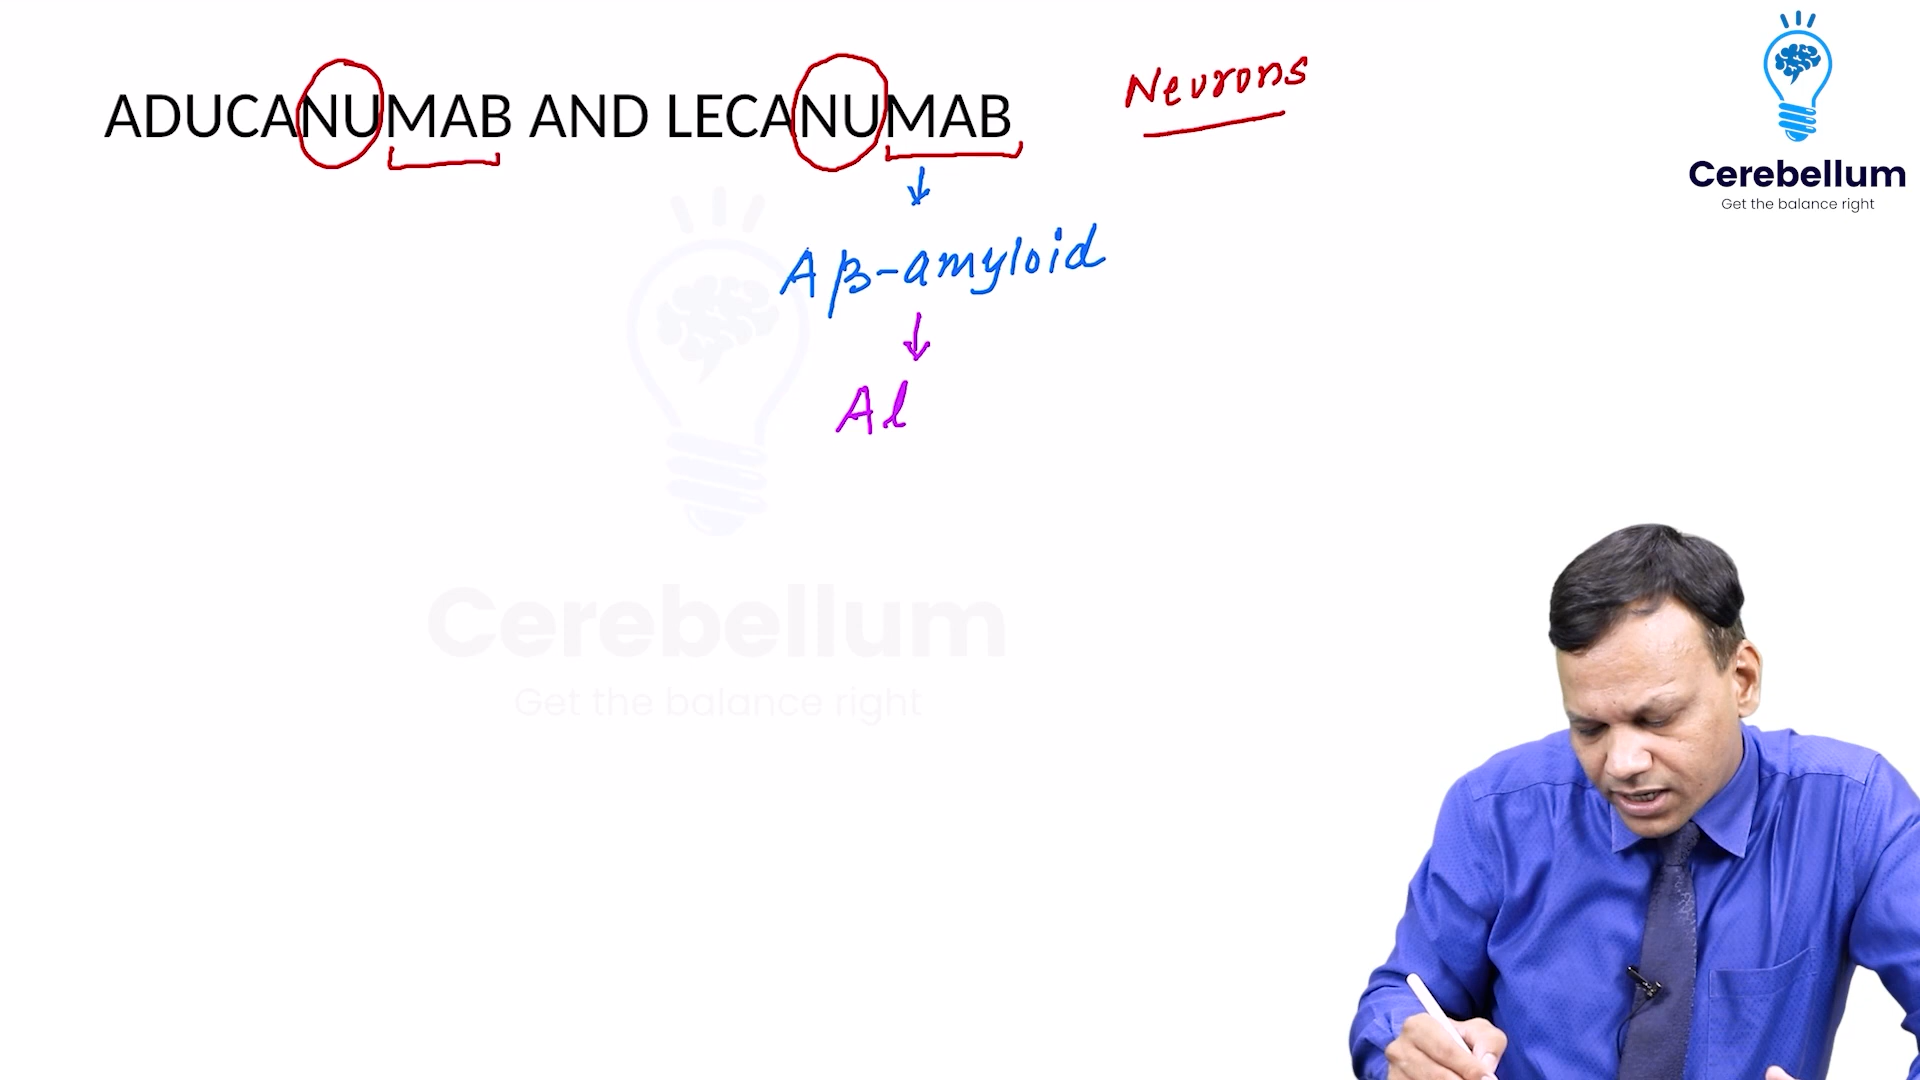 ADUCANUMAB AND LECANUMAB
Neurons
Aβ-amyloid
Al
Cerebellum
Get the balance right
Cerebellum
Get the balance right